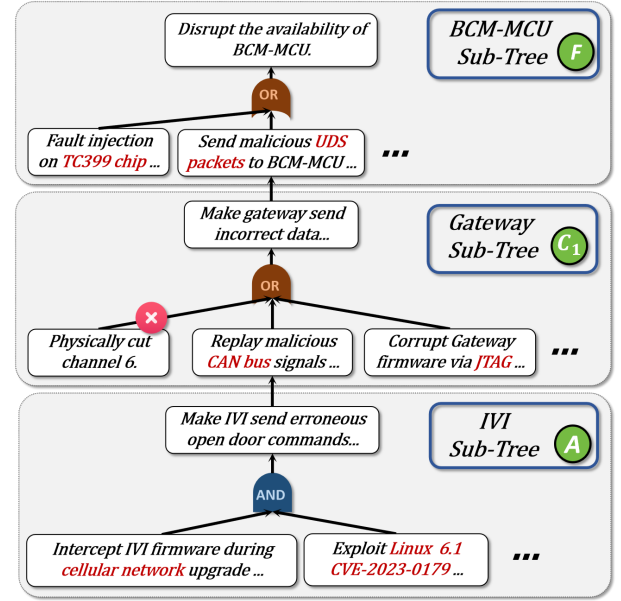 Disrupt the availability of
BCM-MCU.
BCM-MCU
Sub-Tree
F
OR
Fault injection
on TC399 chip ...
Send malicious UDS
packets to BCM-MCU ...
...
Make gateway send
incorrect data...
Gateway
Sub-Tree
C1
OR
Physically cut
channel 6.
Replay malicious
CAN bus signals ...
Corrupt Gateway
firmware via JTAG ...
...
Make IVI send erroneous
open door commands...
IVI
Sub-Tree
A
AND
Intercept IVI firmware during
cellular network upgrade ...
Exploit Linux 6.1
CVE-2023-0179 ...
...